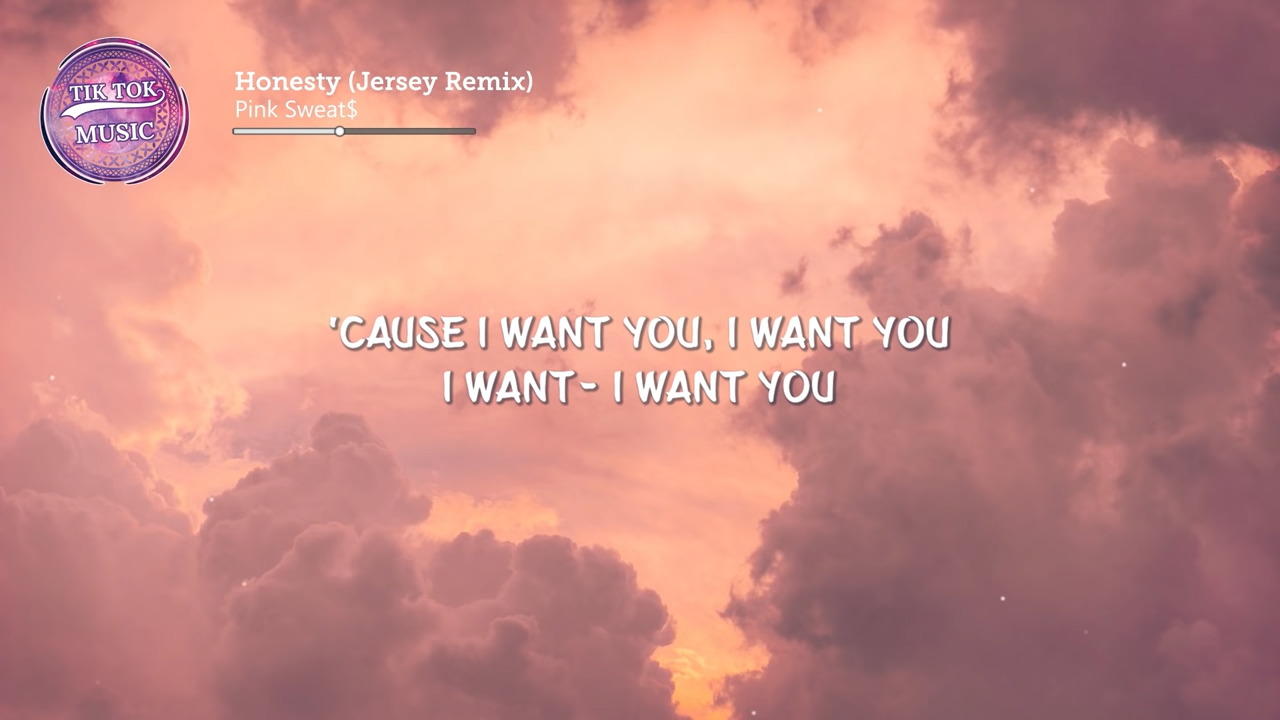 TIK TOK
MUSIC
Honesty (Jersey Remix)
Pink Sweat$
'CAUSE I WANT YOU, I WANT YOU
I WANT- I WANT YOU